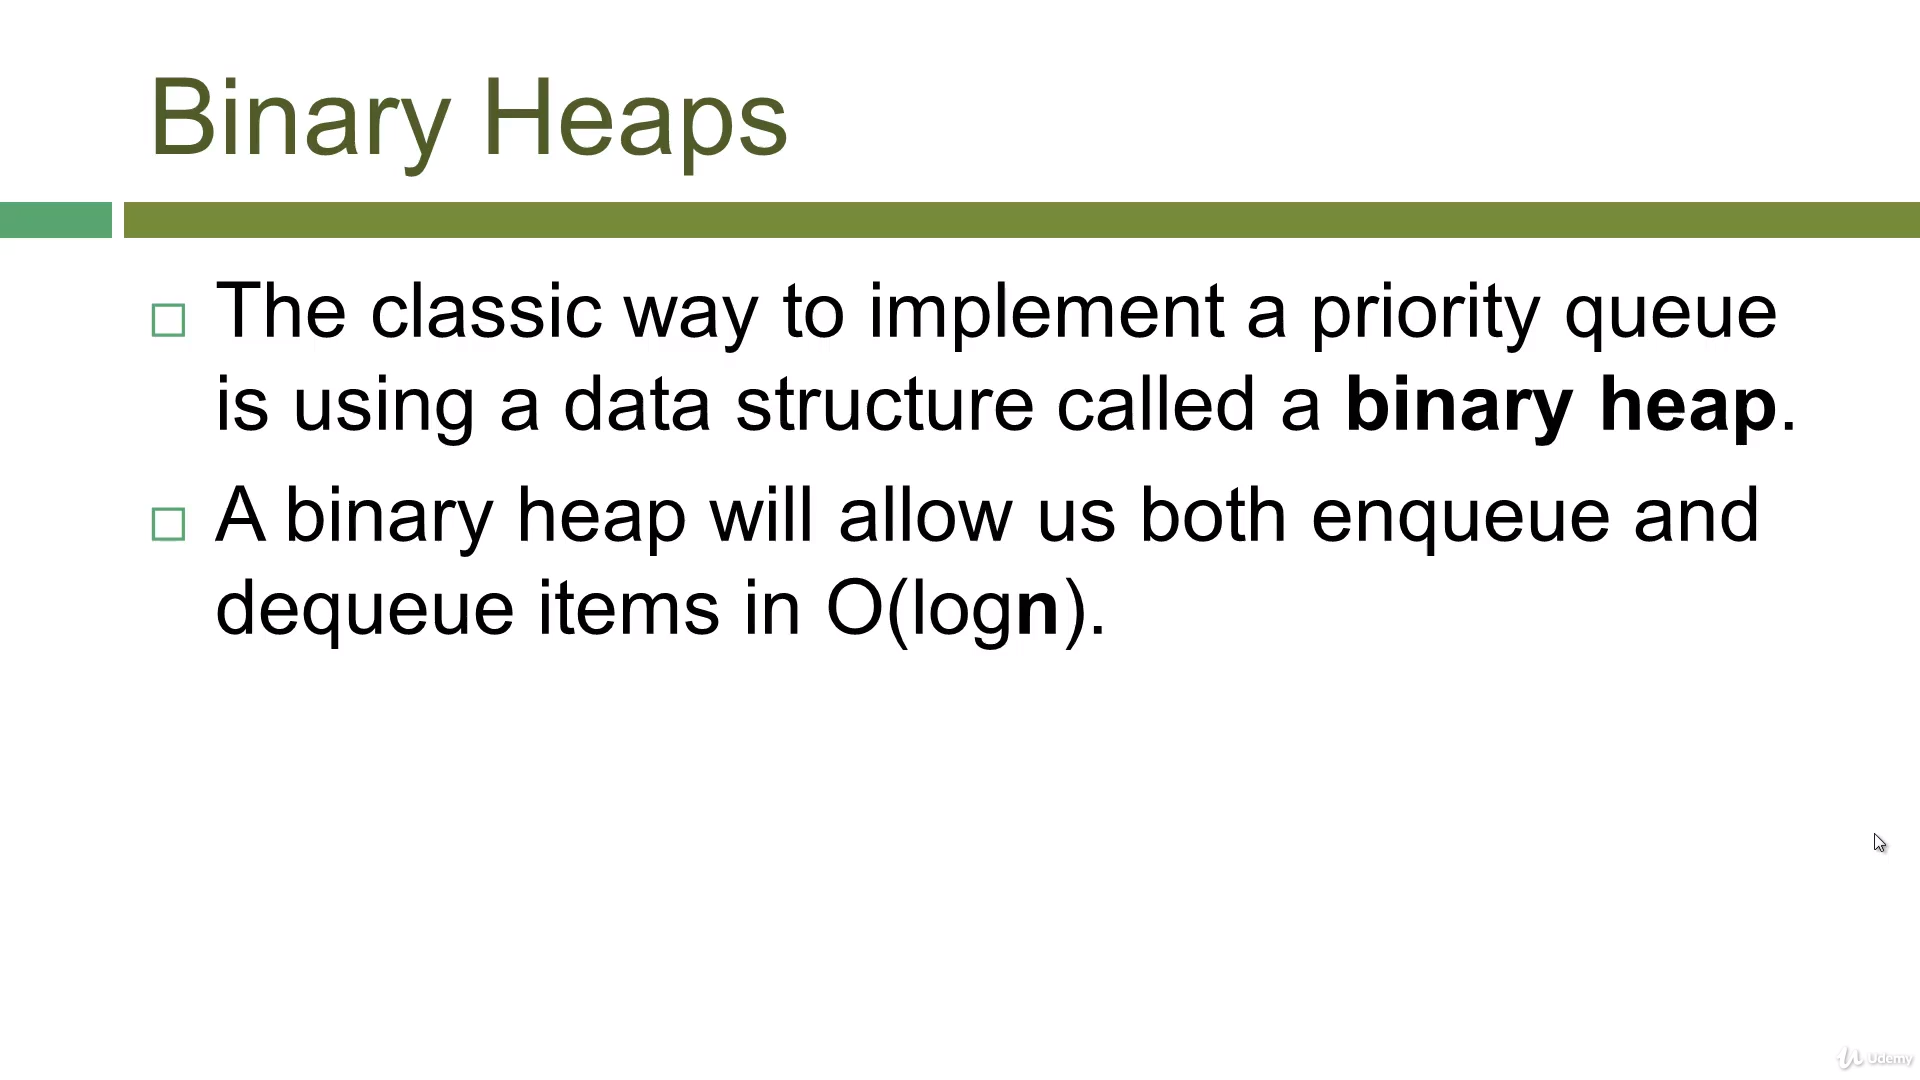 Binary Heaps
The classic way to implement a priority queue
is using a data structure called a binary heap.
A binary heap will allow us both enqueue and
dequeue items in O(logn).
Udemy